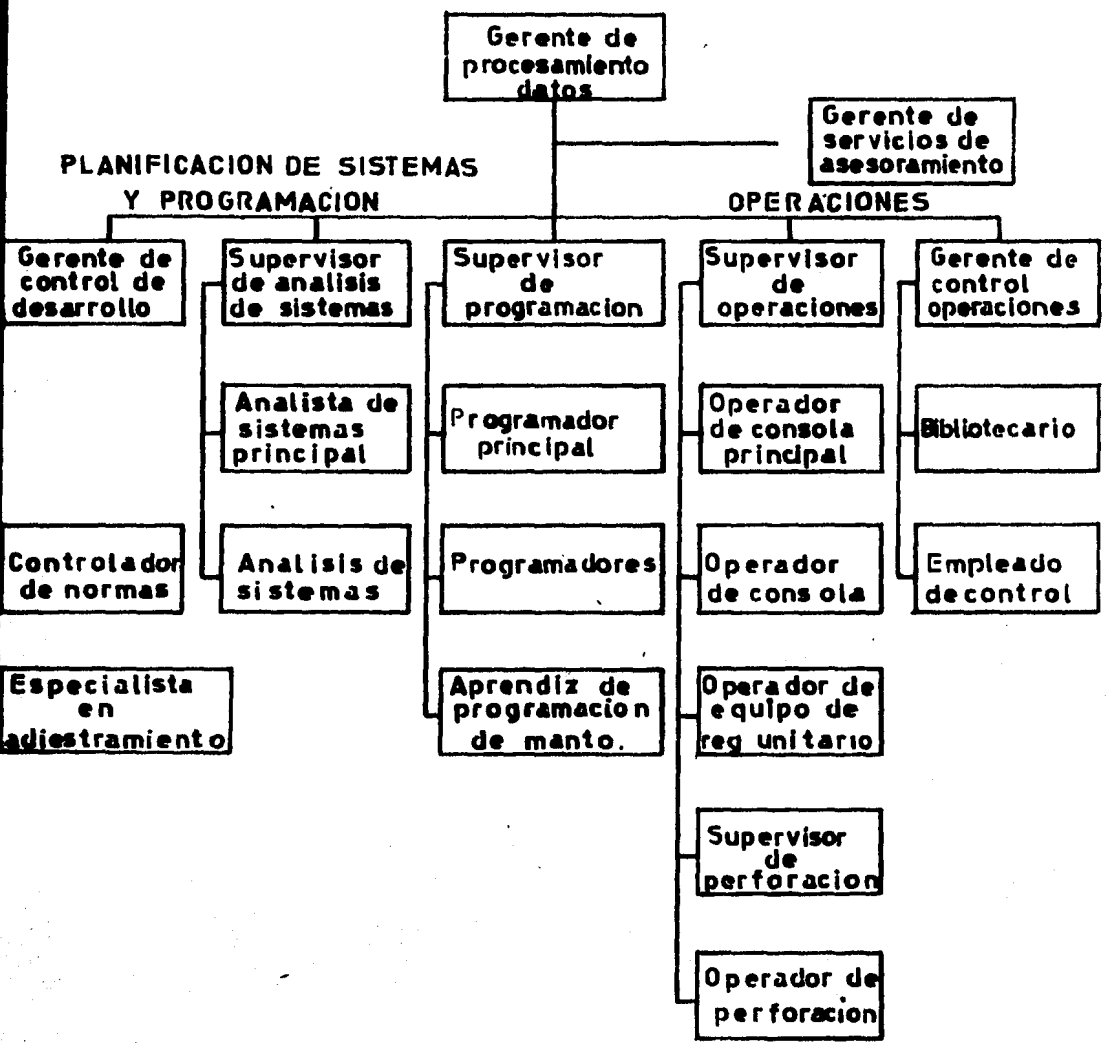 Gerente de
procesamiento
datos
Gerente de
servicios de
asesoramiento
PLANIFICACION DE SISTEMAS
Y PROGRAMACION
OPERACIONES
Gerente de
control de
desarrollo
Supervisor
de analisis
de sistemas
Supervisor
de
programacion
Supervisor
de
operaciones
Gerente de
control
operaciones
Analista de
sistemas
principal
Programador
principal
Operador
de consola
principal
Bibliotecario
Controlador
de normas
Analisis de
sistemas
Programadores
Operador
de consola
Empleado
de control
Especialista
en
adiestramiento
Aprendiz de
programacion
de manto.
Operador de
equipo de
reg unitario
Supervisor
de
perforacion
Operador de
perforacion